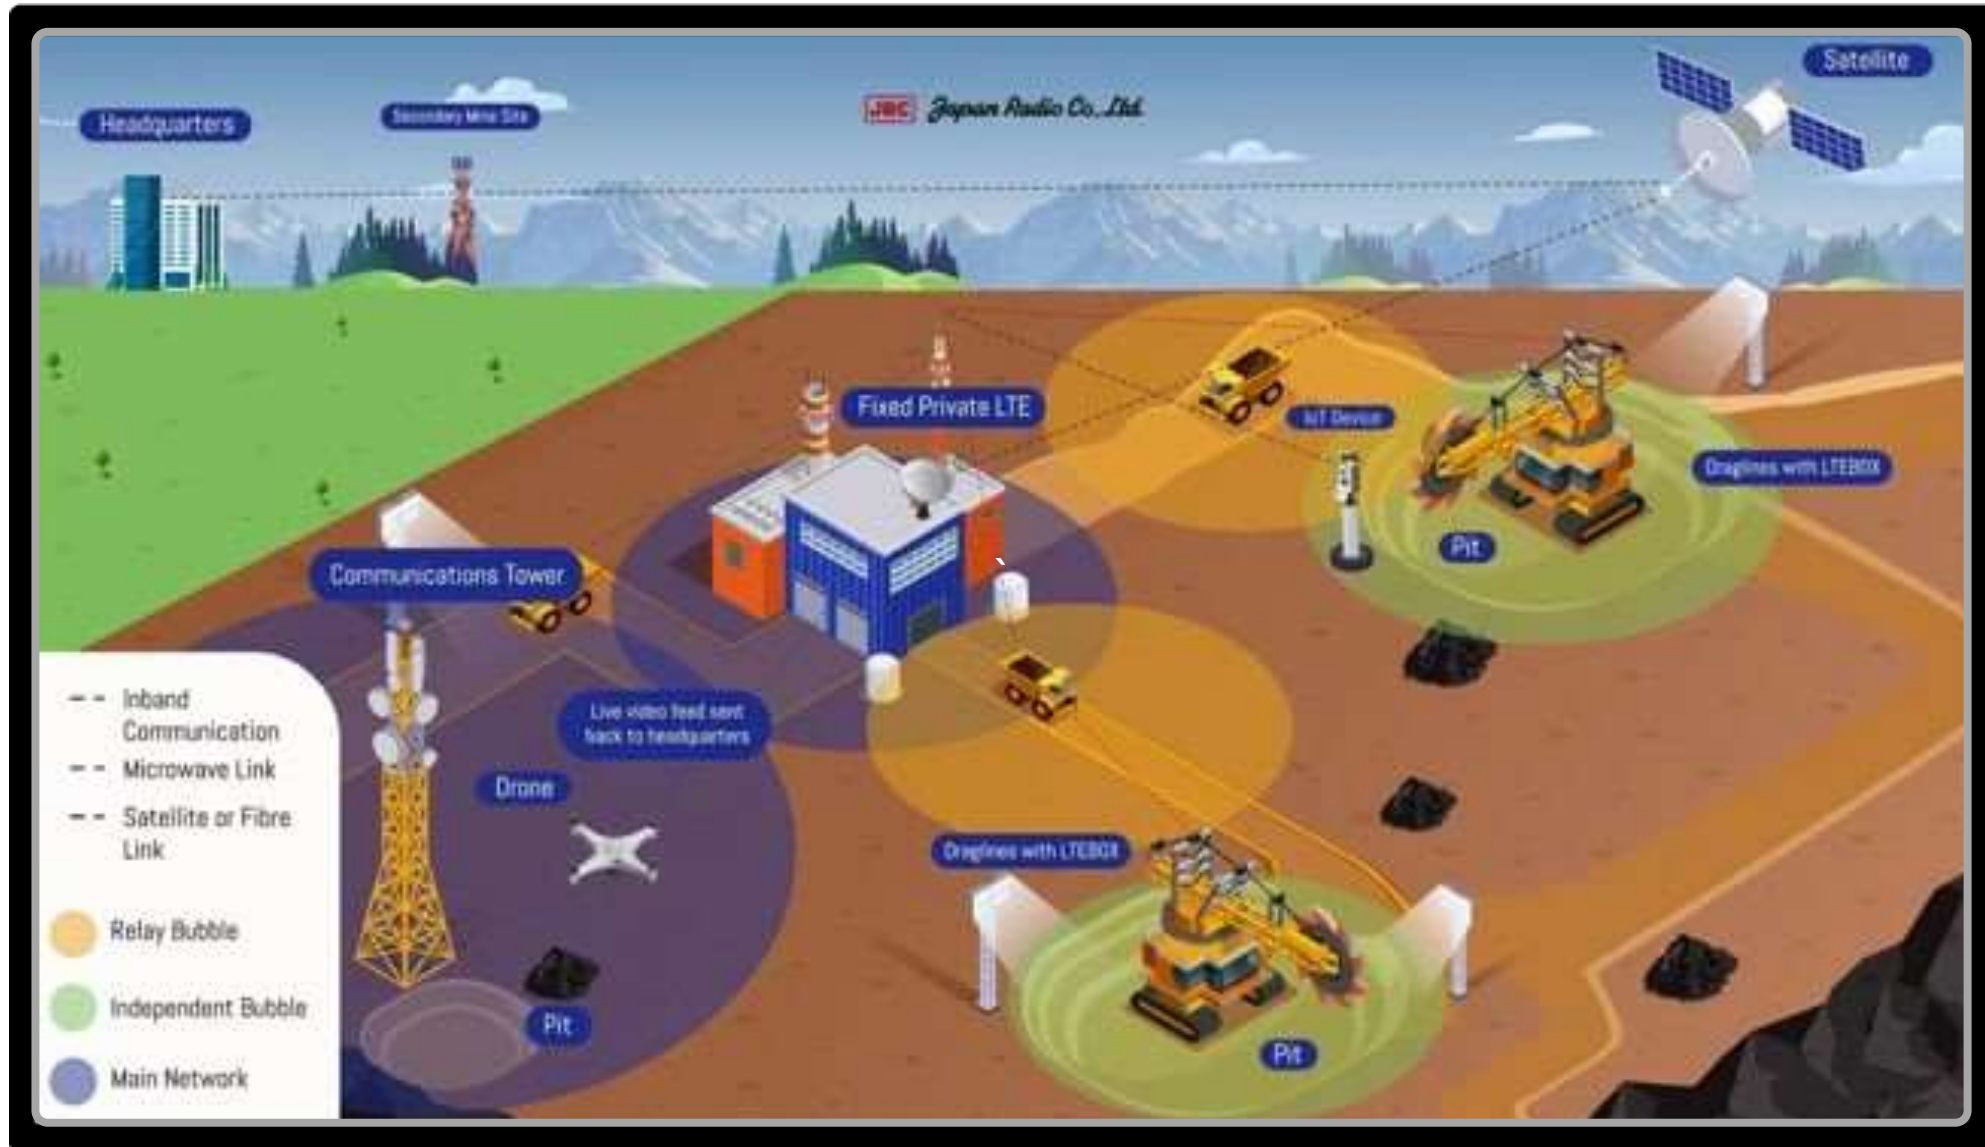 Satellite
Headquarters
Secondary Mine Site
JRC Japan Radio Co., Ltd.
Fixed Private LTE
IoT Device
Draglines with LTEBOX
Pit
Communications Tower
Live video feed sent
back to headquarters
Drone
Draglines with LTEBOX
Pit
Pit
-- Inband
Communication
-- Microwave Link
-- Satellite or Fibre
Link
Relay Bubble
Independent Bubble
Main Network